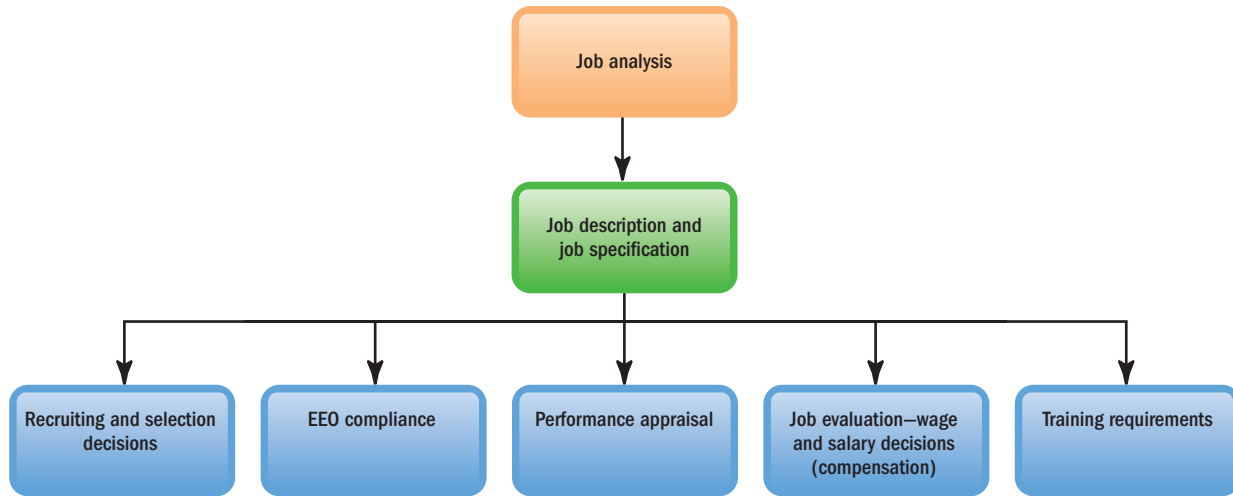 Job analysis
Job description and
job specification
Recruiting and selection
decisions
EEO compliance
Performance appraisal
Job evaluation—wage
and salary decisions
(compensation)
Training requirements